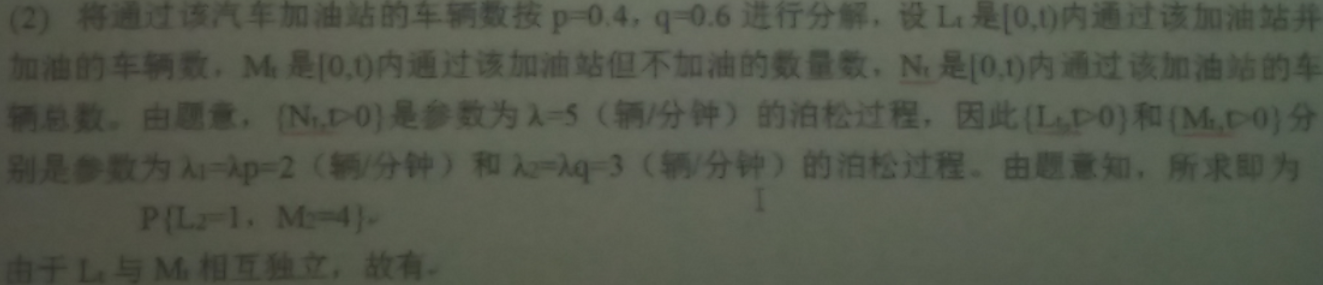 (2) 将通过该汽车加油站的车辆数按 p=0.4，q=0.6 进行分解，设 Lt 是[0,t)内通过该加油站并
加油的车辆数，Mt 是[0,t)内通过该加油站但不加油的数量数，Nt 是[0,t)内通过该加油站的车
辆总数。由题意，{Nt,t>0}是参数为 λ=5（辆/分钟）的泊松过程，因此{Lt,t>0}和{Mt,t>0}分
别是参数为 λ1=λp=2（辆/分钟）和 λ2=λq=3（辆/分钟）的泊松过程。由题意知，所求即为
P{L2=1，M2=4}
由于 Lt 与 Mt 相互独立，故有